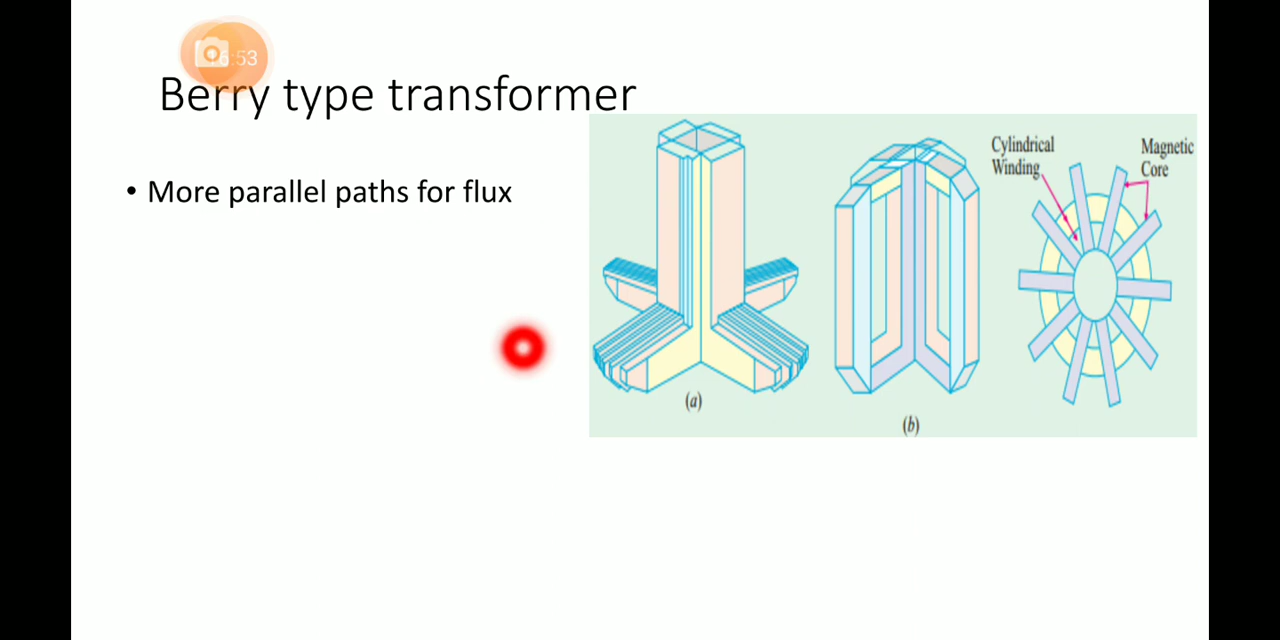 Berry type transformer
• More parallel paths for flux
Cylindrical
Winding
Magnetic
Core
(a)
(b)